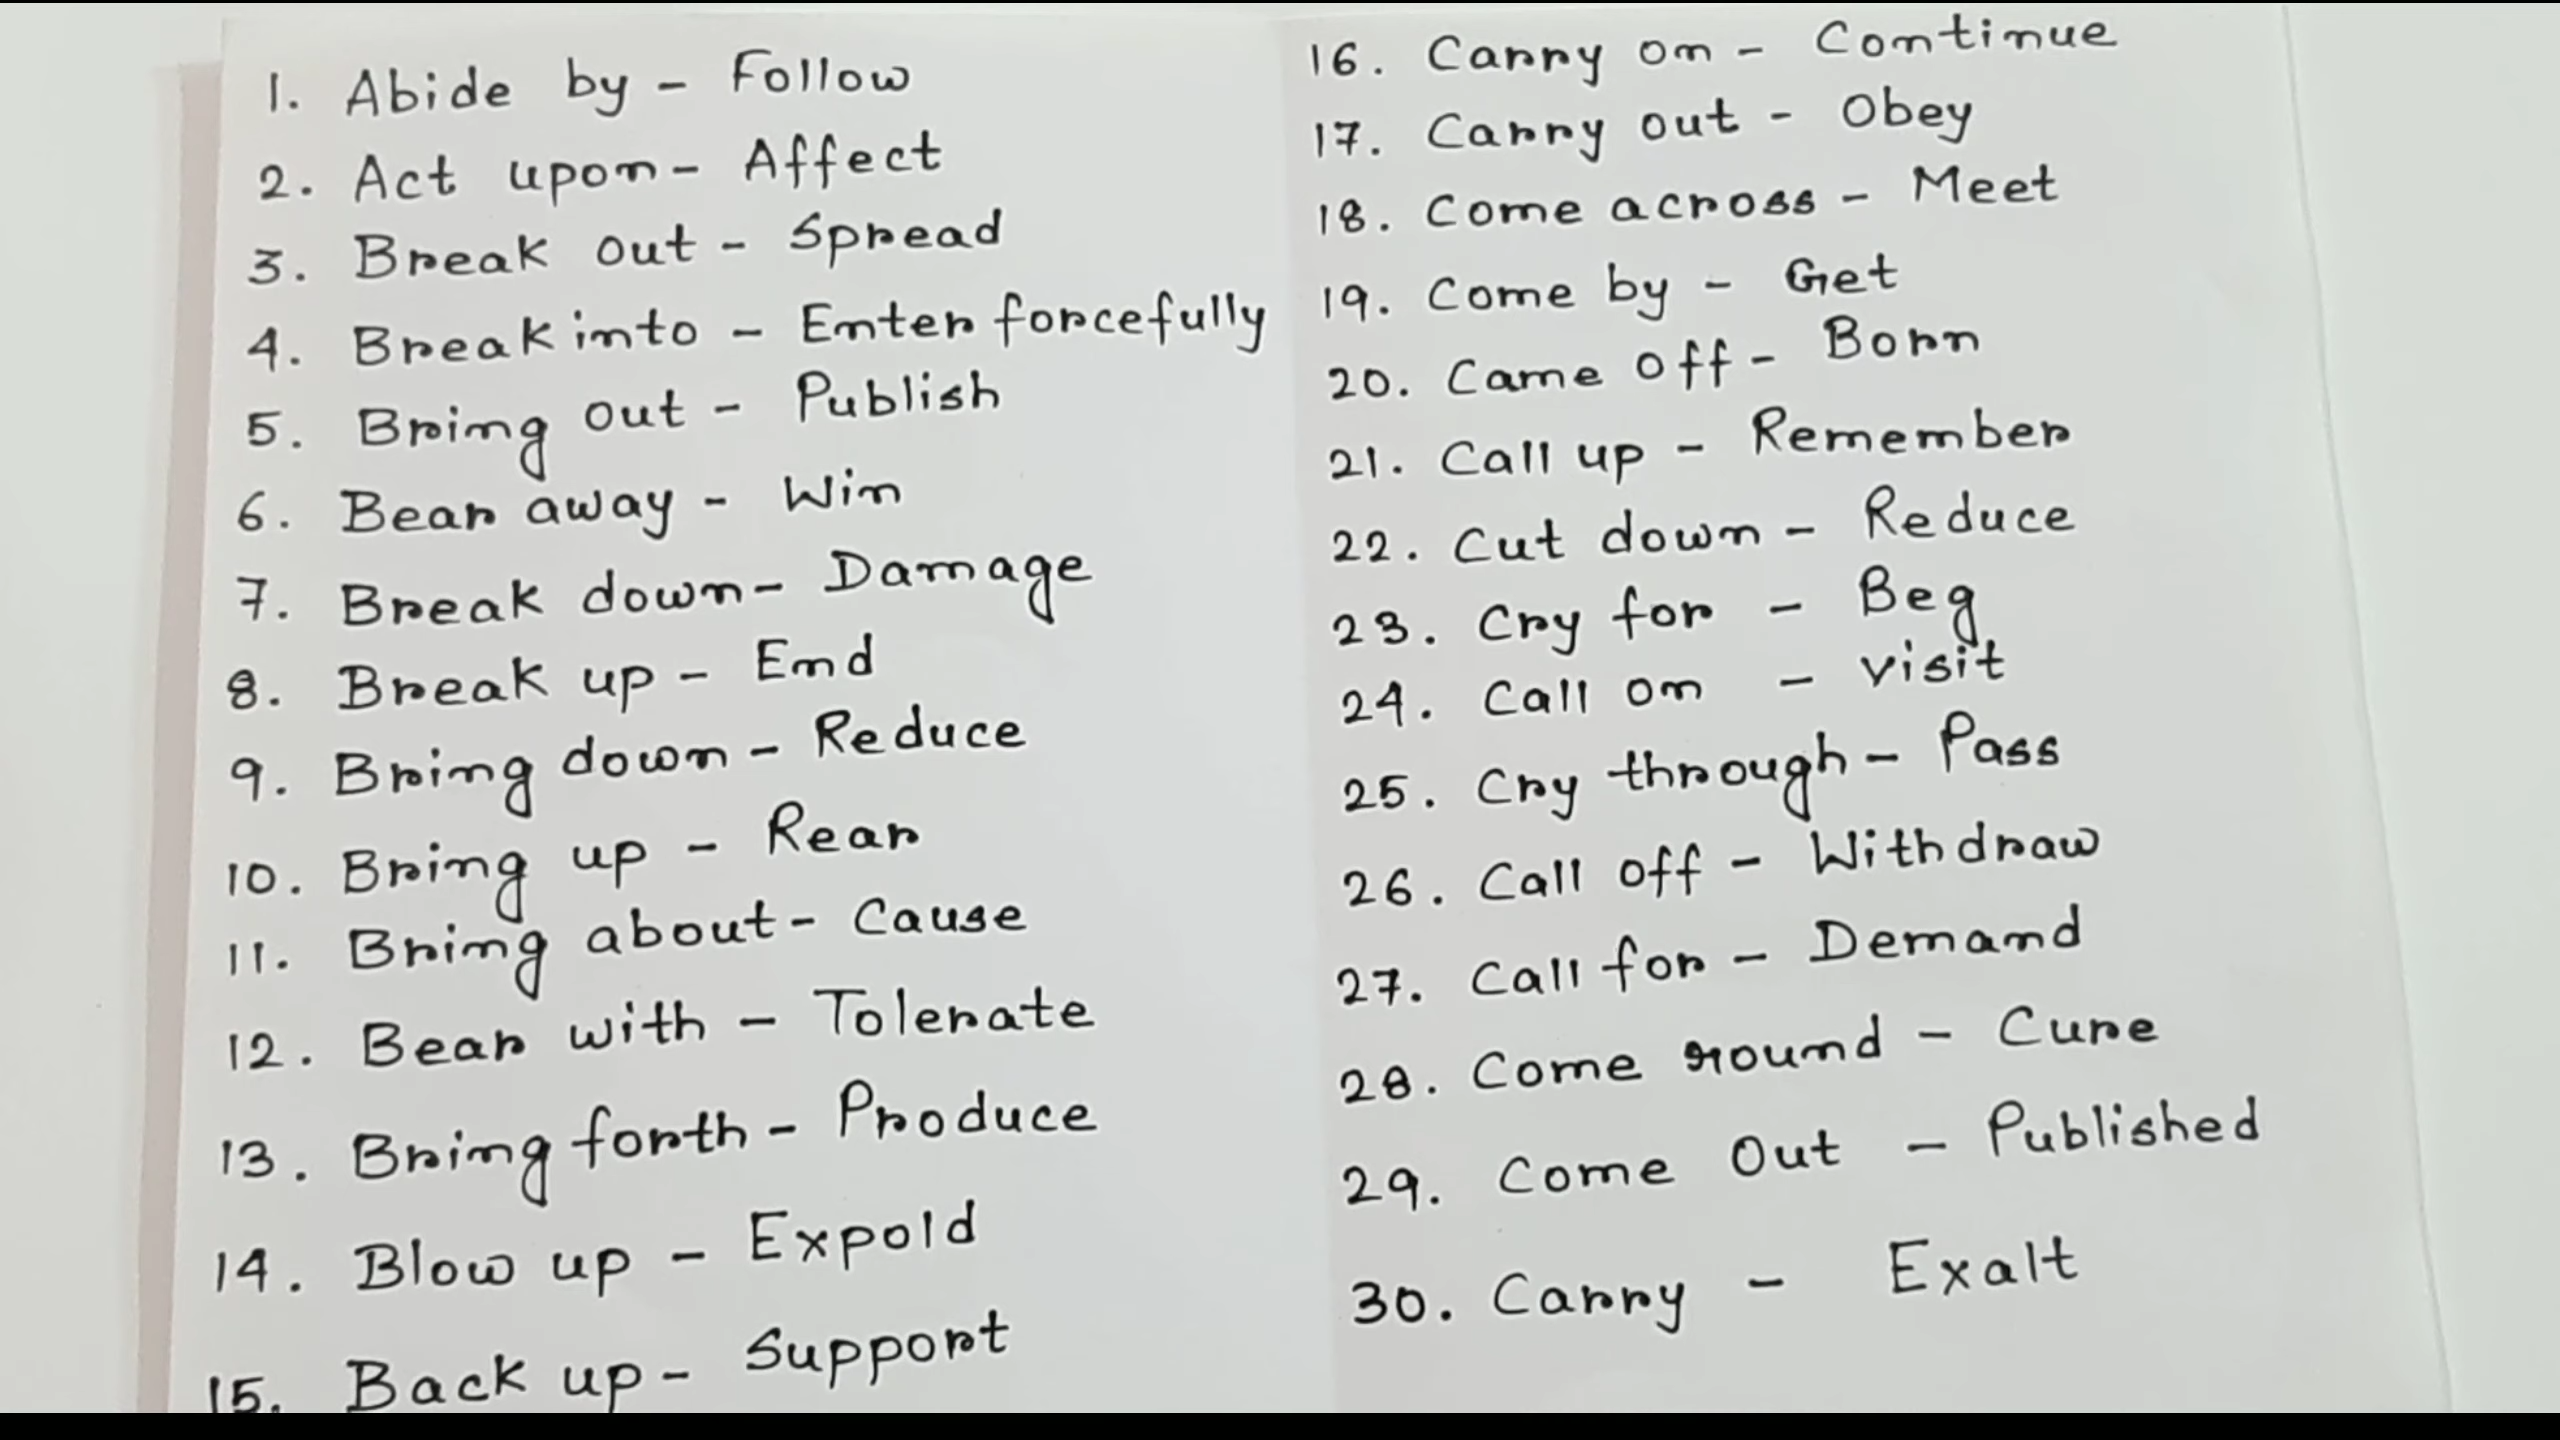 1. Abide by - Follow
2. Act upon - Affect
3. Break out - Spread
4. Break into - Enter forcefully
5. Bring out - Publish
6. Bear away - Win
7. Break down - Damage
8. Break up - End
9. Bring down - Reduce
10. Bring up - Rear
11. Bring about - Cause
12. Bear with - Tolerate
13. Bring forth - Produce
14. Blow up - Expold
15. Back up - Support
16. Carry on - Continue
17. Carry out - Obey
18. Come across - Meet
19. Come by - Get
20. Came off - Born
21. Call up - Remember
22. Cut down - Reduce
23. Cry for - Beg
24. Call on - visit
25. Cry through - Pass
26. Call off - Withdraw
27. Call for - Demand
28. Come round - Cure
29. Come Out - Published
30. Carry - Exalt